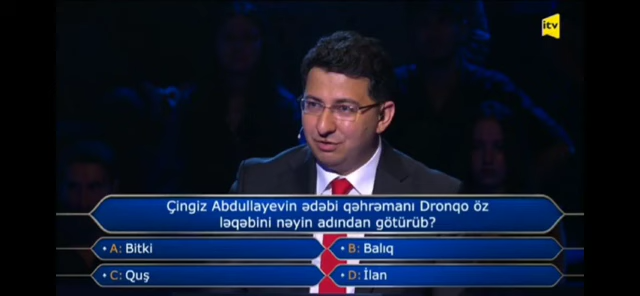 itv
Çingiz Abdullayevin ədəbi qəhrəmanı Dronqo öz
ləqəbini nəyin adından götürüb?
A: Bitki
B: Balıq
C: Quş
D: İlan